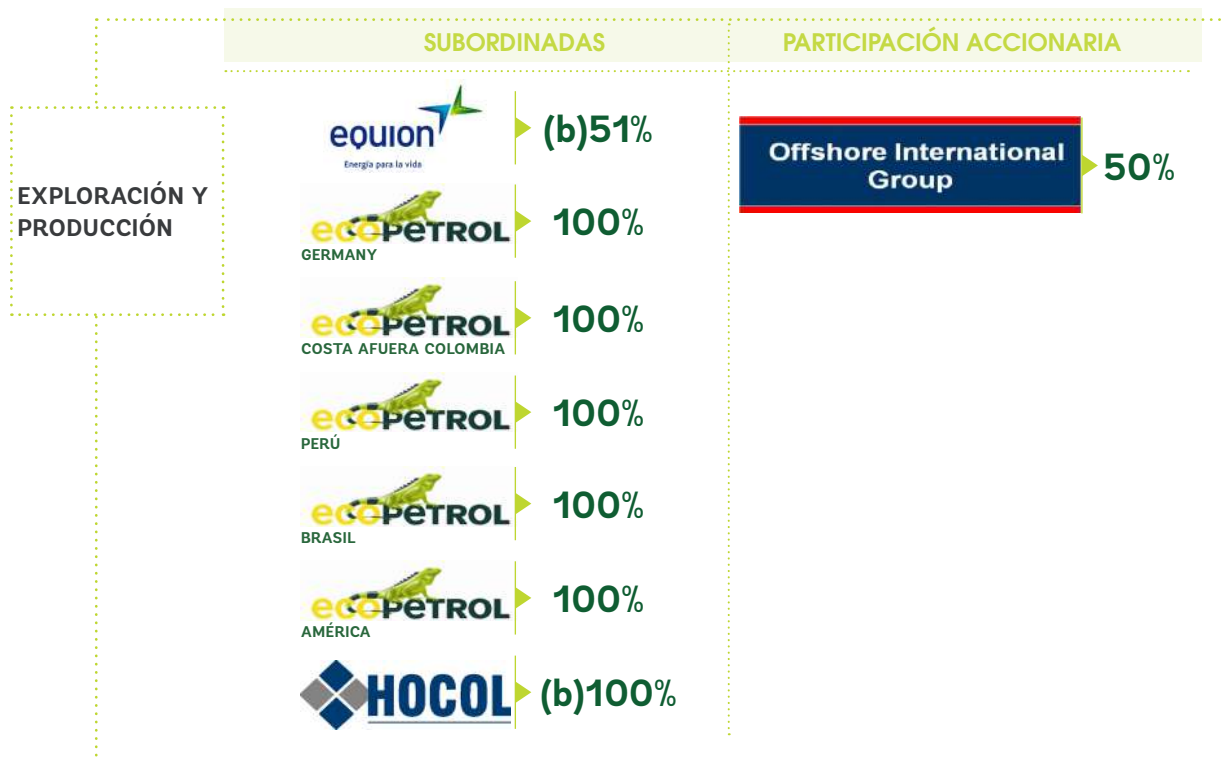 SUBORDINADAS
PARTICIPACIÓN ACCIONARIA
EXPLORACIÓN Y
PRODUCCIÓN
equion
Energía para la vida
(b)51%
ecopetrol
GERMANY
100%
ecopetrol
COSTA AFUERA COLOMBIA
100%
ecopetrol
PERÚ
100%
ecopetrol
BRASIL
100%
ecopetrol
AMÉRICA
100%
HOCOL
(b)100%
Offshore International
Group
50%